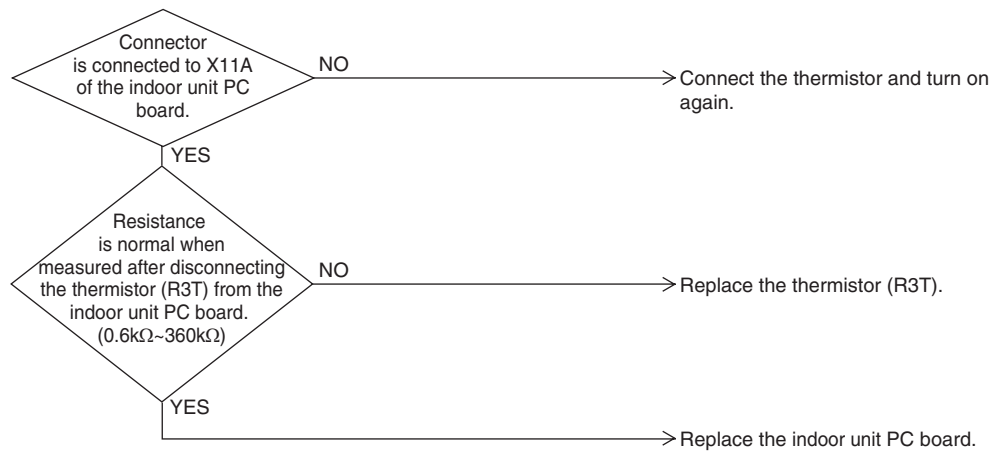 Connector
is connected to X11A
of the indoor unit PC
board.
NO
Connect the thermistor and turn on
again.
YES
Resistance
is normal when
measured after disconnecting
the thermistor (R3T) from the
indoor unit PC board.
(0.6kΩ~360kΩ)
NO
Replace the thermistor (R3T).
YES
Replace the indoor unit PC board.